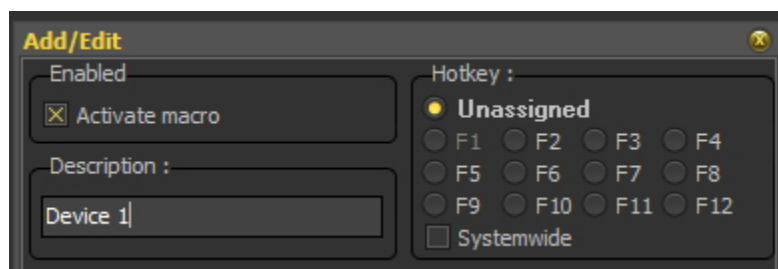 Add/Edit
Enabled
Activate macro
Description :
Device 1
Hotkey :
Unassigned
F1 F2 F3 F4
F5 F6 F7 F8
F9 F10 F11 F12
Systemwide